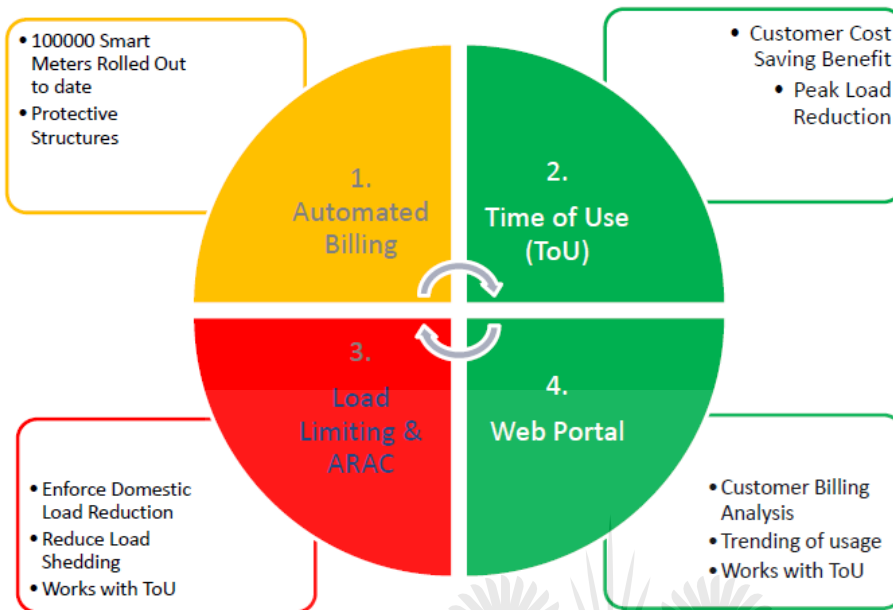 • 100000 Smart
Meters Rolled Out
to date
• Protective
Structures
• Customer Cost
Saving Benefit
• Peak Load
Reduction
1.
Automated
Billing
2.
Time of Use
(ToU)
3.
Load
Limiting &
ARAC
4.
Web Portal
• Enforce Domestic
Load Reduction
• Reduce Load
Shedding
• Works with ToU
• Customer Billing
Analysis
• Trending of usage
• Works with ToU